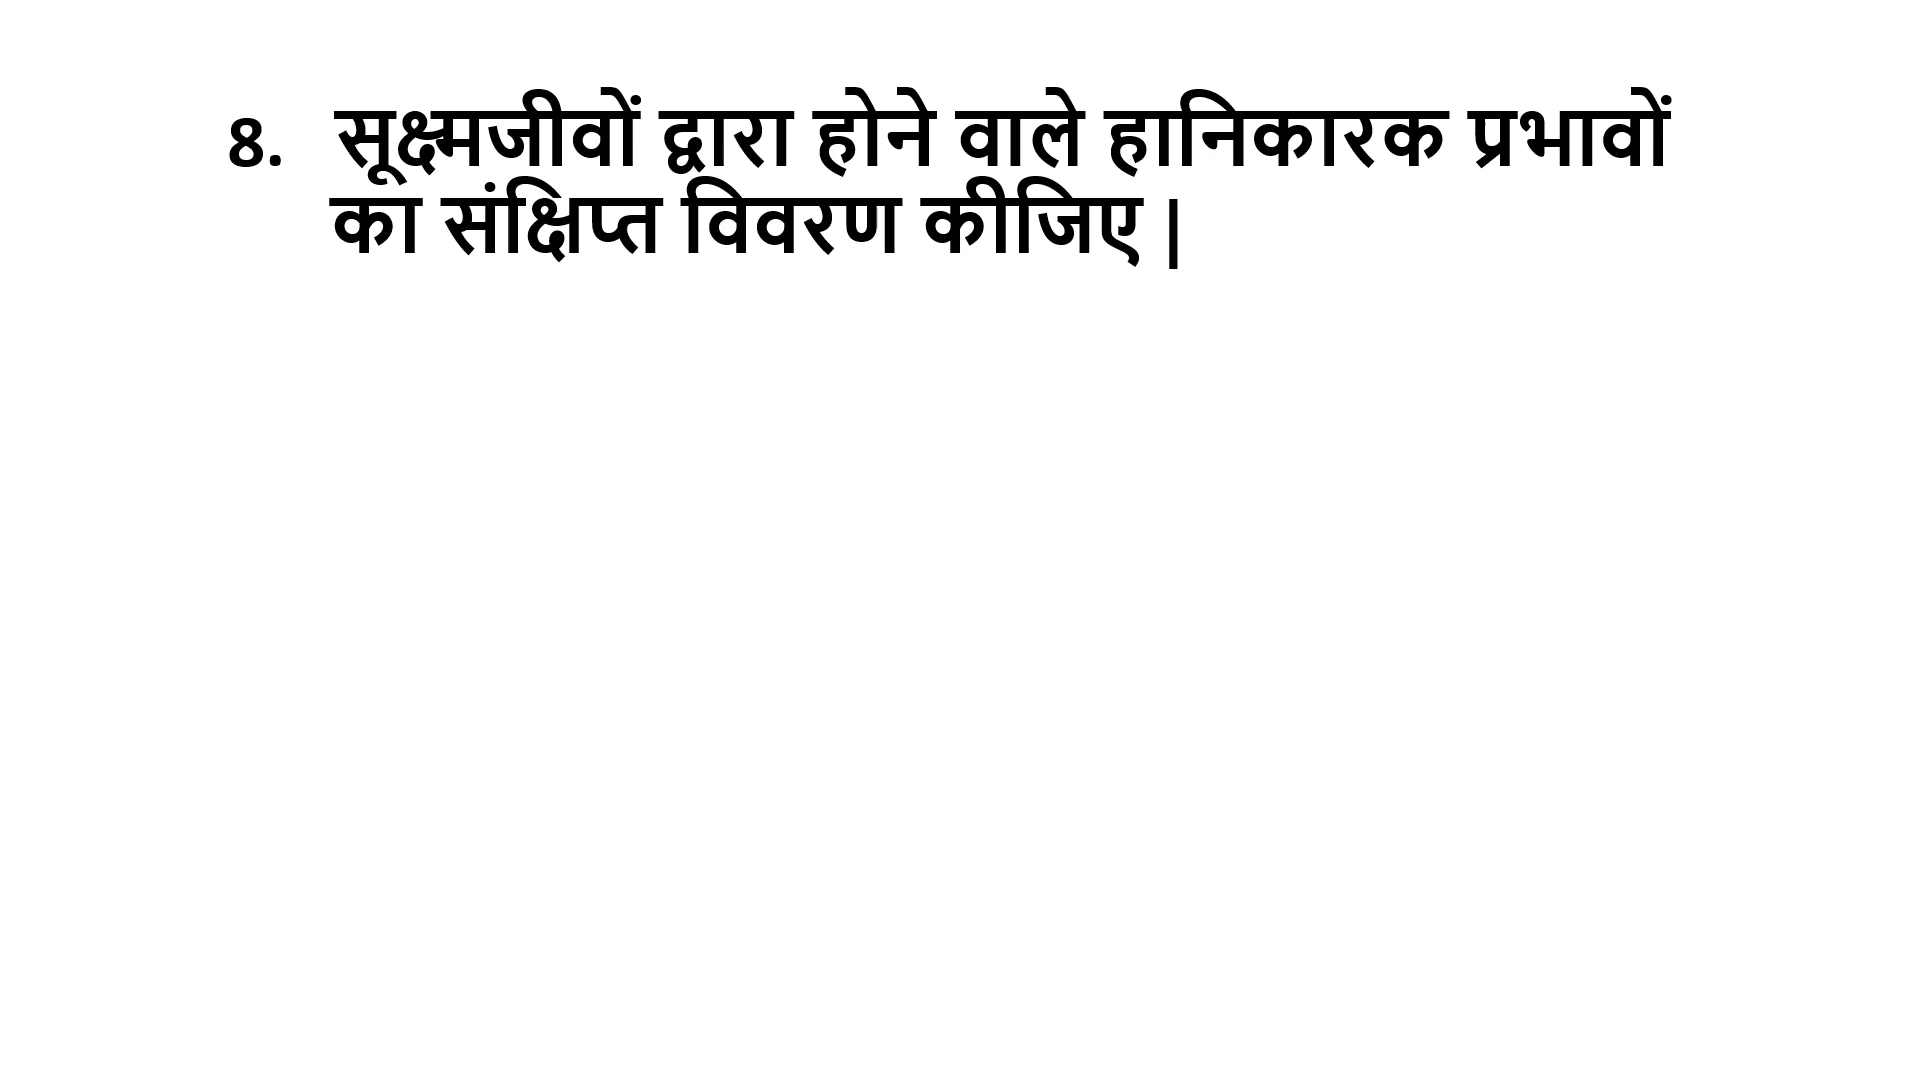 8. सूक्ष्मजीवों द्वारा होने वाले हानिकारक प्रभावों
का संक्षिप्त विवरण कीजिए |